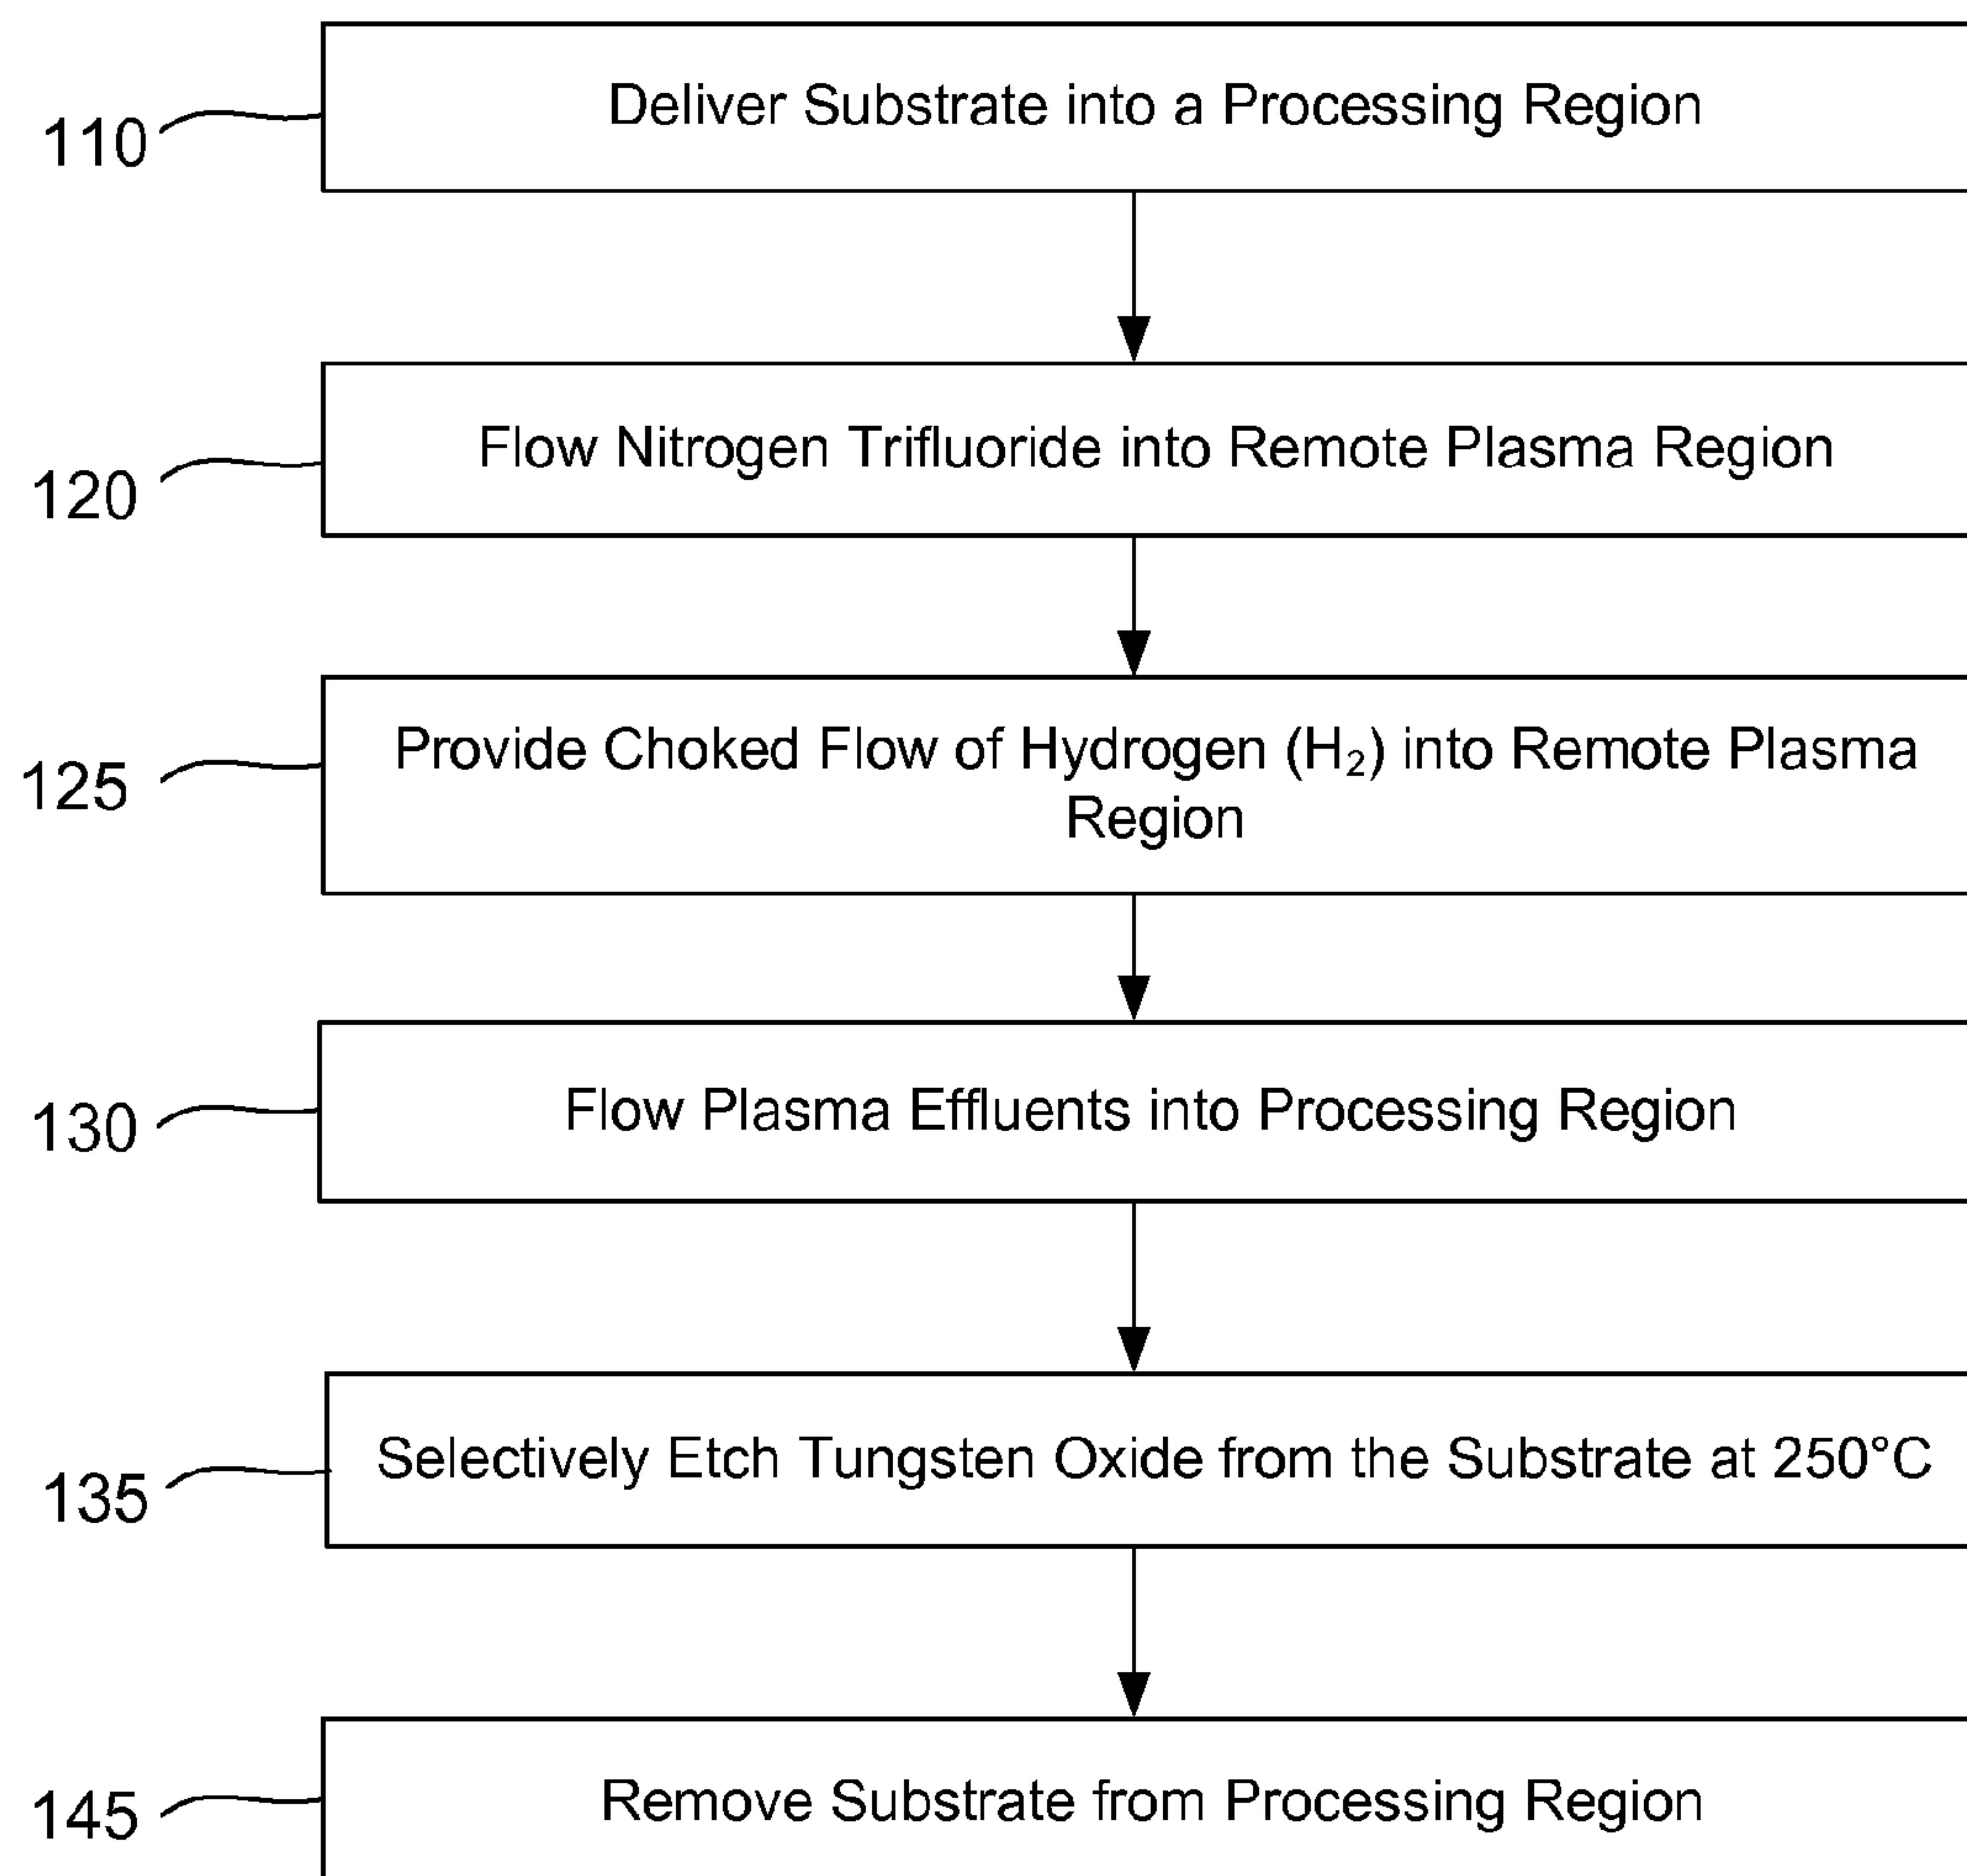 110
Deliver Substrate into a Processing Region
120
Flow Nitrogen Trifluoride into Remote Plasma Region
125
Provide Choked Flow of Hydrogen (H₂) into Remote Plasma
Region
130
Flow Plasma Effluents into Processing Region
135
Selectively Etch Tungsten Oxide from the Substrate at 250°C
145
Remove Substrate from Processing Region